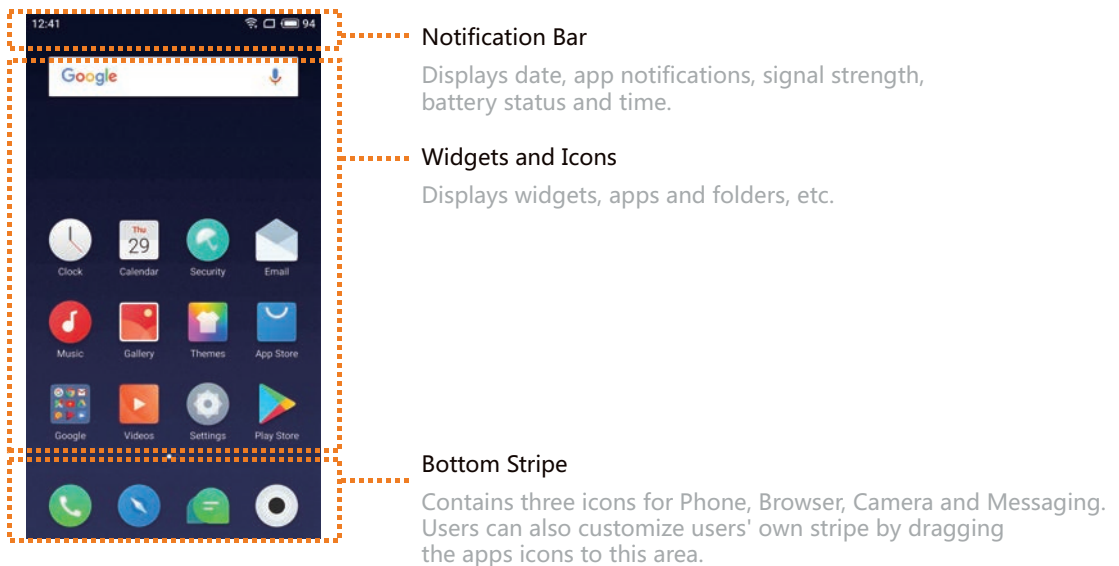 12:41 94
Google
Thu
29
Clock Calendar Security Email
Music Gallery Themes App Store
Google Videos Settings Play Store
Notification Bar
Displays date, app notifications, signal strength,
battery status and time.
Widgets and Icons
Displays widgets, apps and folders, etc.
Bottom Stripe
Contains three icons for Phone, Browser, Camera and Messaging.
Users can also customize users' own stripe by dragging
the apps icons to this area.